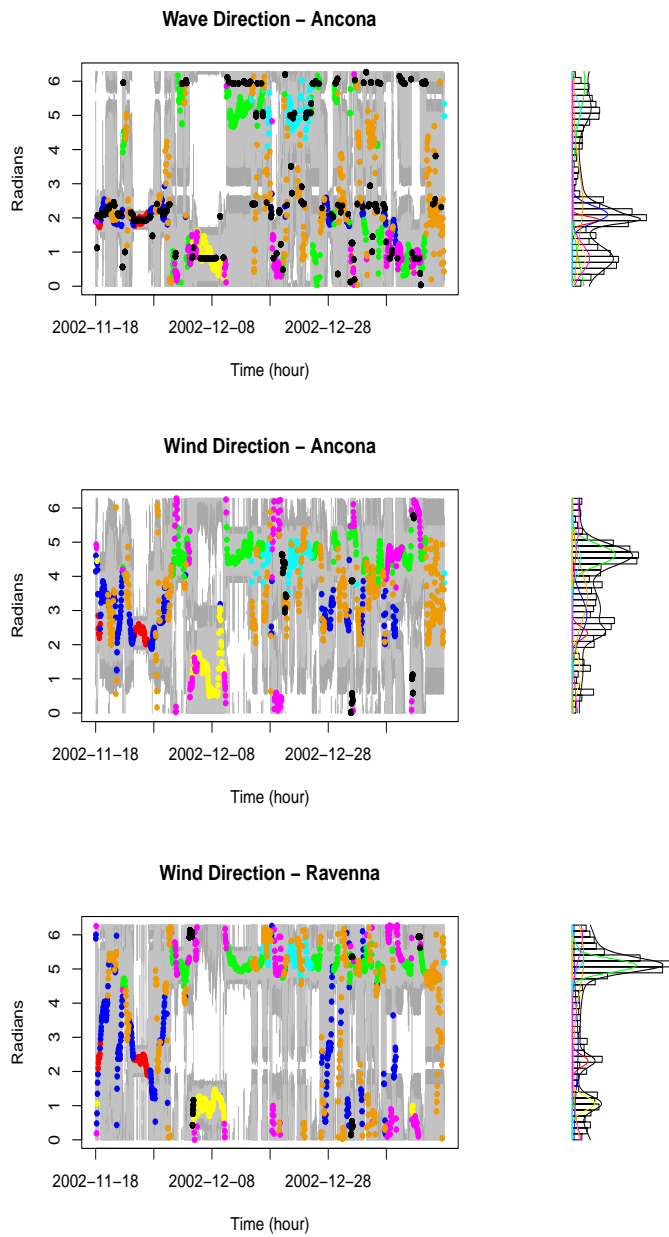 Wave Direction − Ancona
Radians
0 1 2 3 4 5 6
2002−11−18 2002−12−08 2002−12−28
Time (hour)
Wind Direction − Ancona
Radians
0 1 2 3 4 5 6
2002−11−18 2002−12−08 2002−12−28
Time (hour)
Wind Direction − Ravenna
Radians
0 1 2 3 4 5 6
2002−11−18 2002−12−08 2002−12−28
Time (hour)